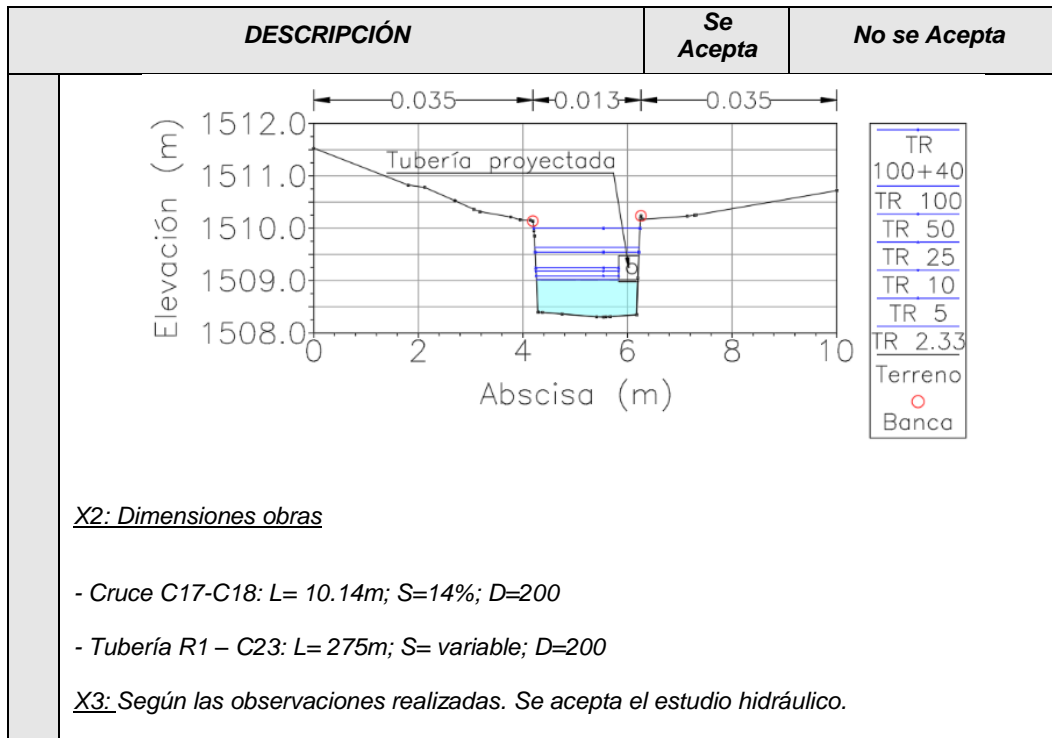 DESCRIPCIÓN
Se
Acepta
No se Acepta
0.035
0.013
0.035
Elevación (m)
1512.0
1511.0
1510.0
1509.0
1508.0
Tubería proyectada
0
2
4
6
8
10
Abscisa (m)
TR
100+40
TR 100
TR 50
TR 25
TR 10
TR 5
TR 2.33
Terreno
Banca
X2: Dimensiones obras
- Cruce C17-C18: L= 10.14m; S=14%; D=200
- Tubería R1 – C23: L= 275m; S= variable; D=200
X3: Según las observaciones realizadas. Se acepta el estudio hidráulico.